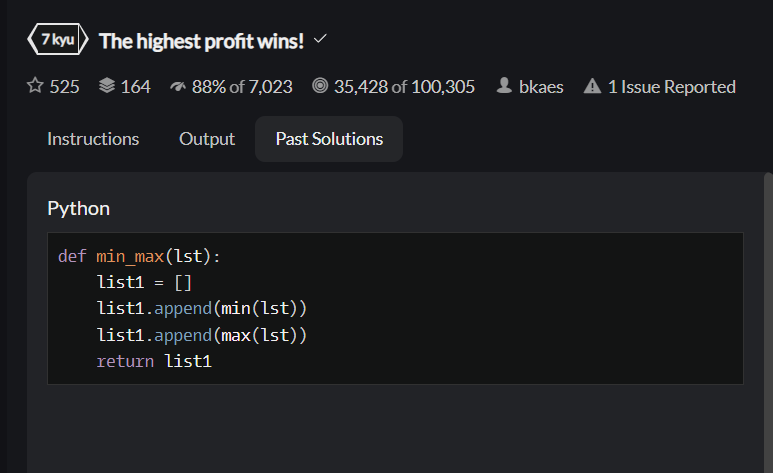 7 kyu The highest profit wins!
525 164 88% of 7,023 35,428 of 100,305 bkaes 1 Issue Reported
Instructions Output Past Solutions
Python
def min_max(lst):
    list1 = []
    list1.append(min(lst))
    list1.append(max(lst))
    return list1